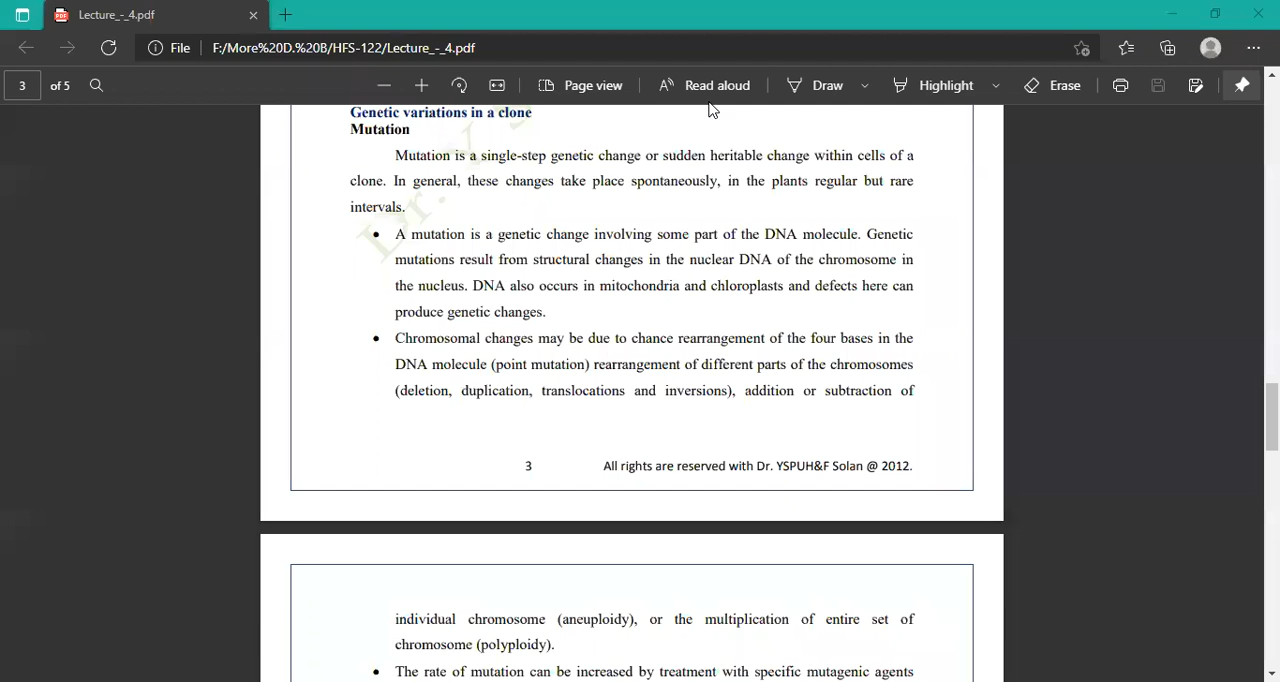 Lecture_-_4.pdf
File F:/More%20D.%20B/HFS-122/Lecture_-_4.pdf
3 of 5 Page view Read aloud Draw Highlight Erase
Genetic variations in a clone
Mutation
Mutation is a single-step genetic change or sudden heritable change within cells of a
clone. In general, these changes take place spontaneously, in the plants regular but rare
intervals.
• A mutation is a genetic change involving some part of the DNA molecule. Genetic
mutations result from structural changes in the nuclear DNA of the chromosome in
the nucleus. DNA also occurs in mitochondria and chloroplasts and defects here can
produce genetic changes.
• Chromosomal changes may be due to chance rearrangement of the four bases in the
DNA molecule (point mutation) rearrangement of different parts of the chromosomes
(deletion, duplication, translocations and inversions), addition or subtraction of
3 All rights are reserved with Dr. YSPUH&F Solan @ 2012.
individual chromosome (aneuploidy), or the multiplication of entire set of
chromosome (polyploidy).
• The rate of mutation can be increased by treatment with specific mutagenic agents